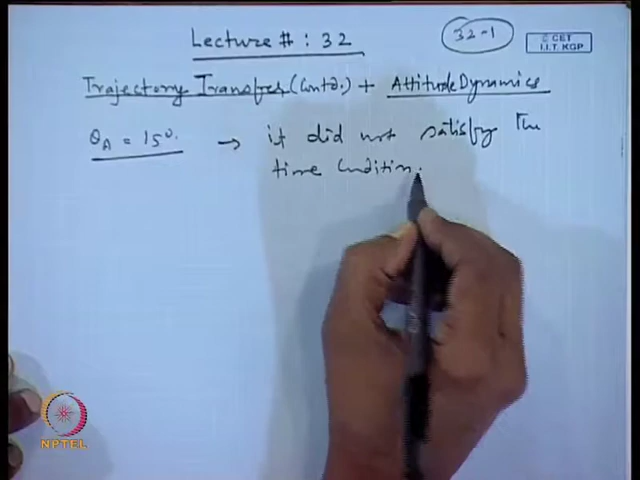 Lecture # : 32
32-1
© CET
I.I.T. KGP
Trajectory Transfer (Contd.) + Attitude Dynamics
θA = 15°. → it did not satisfy the
time Condition.
NPTEL